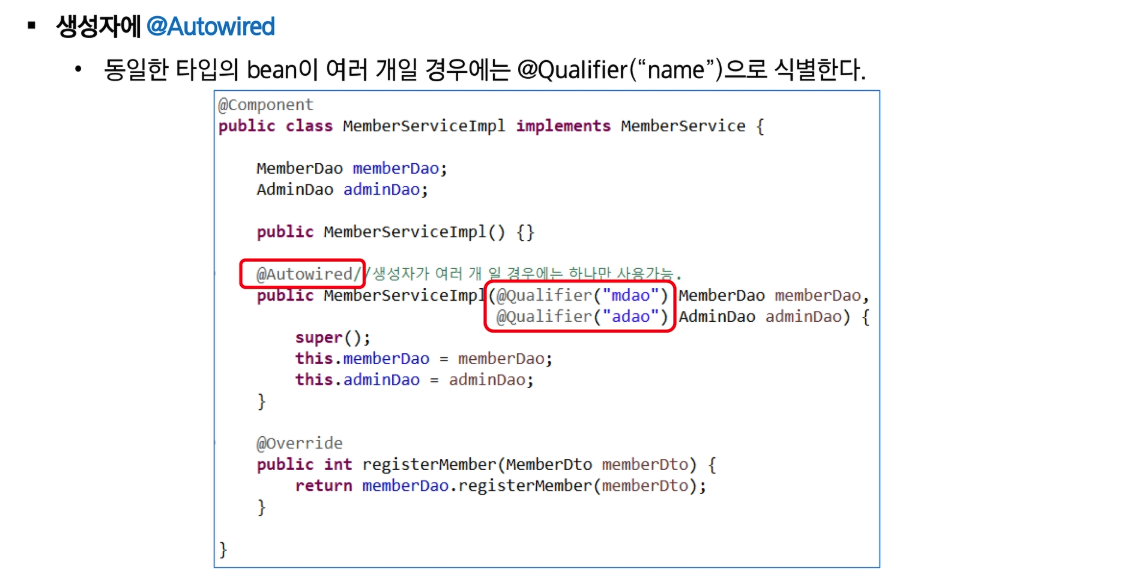 ▪ 생성자에 @Autowired
• 동일한 타입의 bean이 여러 개일 경우에는 @Qualifier(“name”)으로 식별한다.
@Component
public class MemberServiceImpl implements MemberService {
MemberDao memberDao;
AdminDao adminDao;
public MemberServiceImpl() {}
@Autowired//생성자가 여러 개 일 경우에는 하나만 사용가능.
public MemberServiceImpl(@Qualifier("mdao") MemberDao memberDao,
@Qualifier("adao") AdminDao adminDao) {
super();
this.memberDao = memberDao;
this.adminDao = adminDao;
}
@Override
public int registerMember(MemberDto memberDto) {
return memberDao.registerMember(memberDto);
}
}